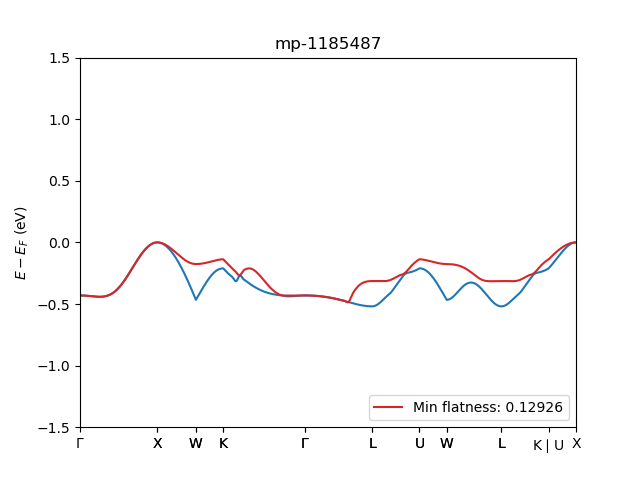 mp-1185487
E − E_F (eV)
1.5
1.0
0.5
0.0
−0.5
−1.0
−1.5
Min flatness: 0.12926
Γ X W K Γ L U W L K | U X